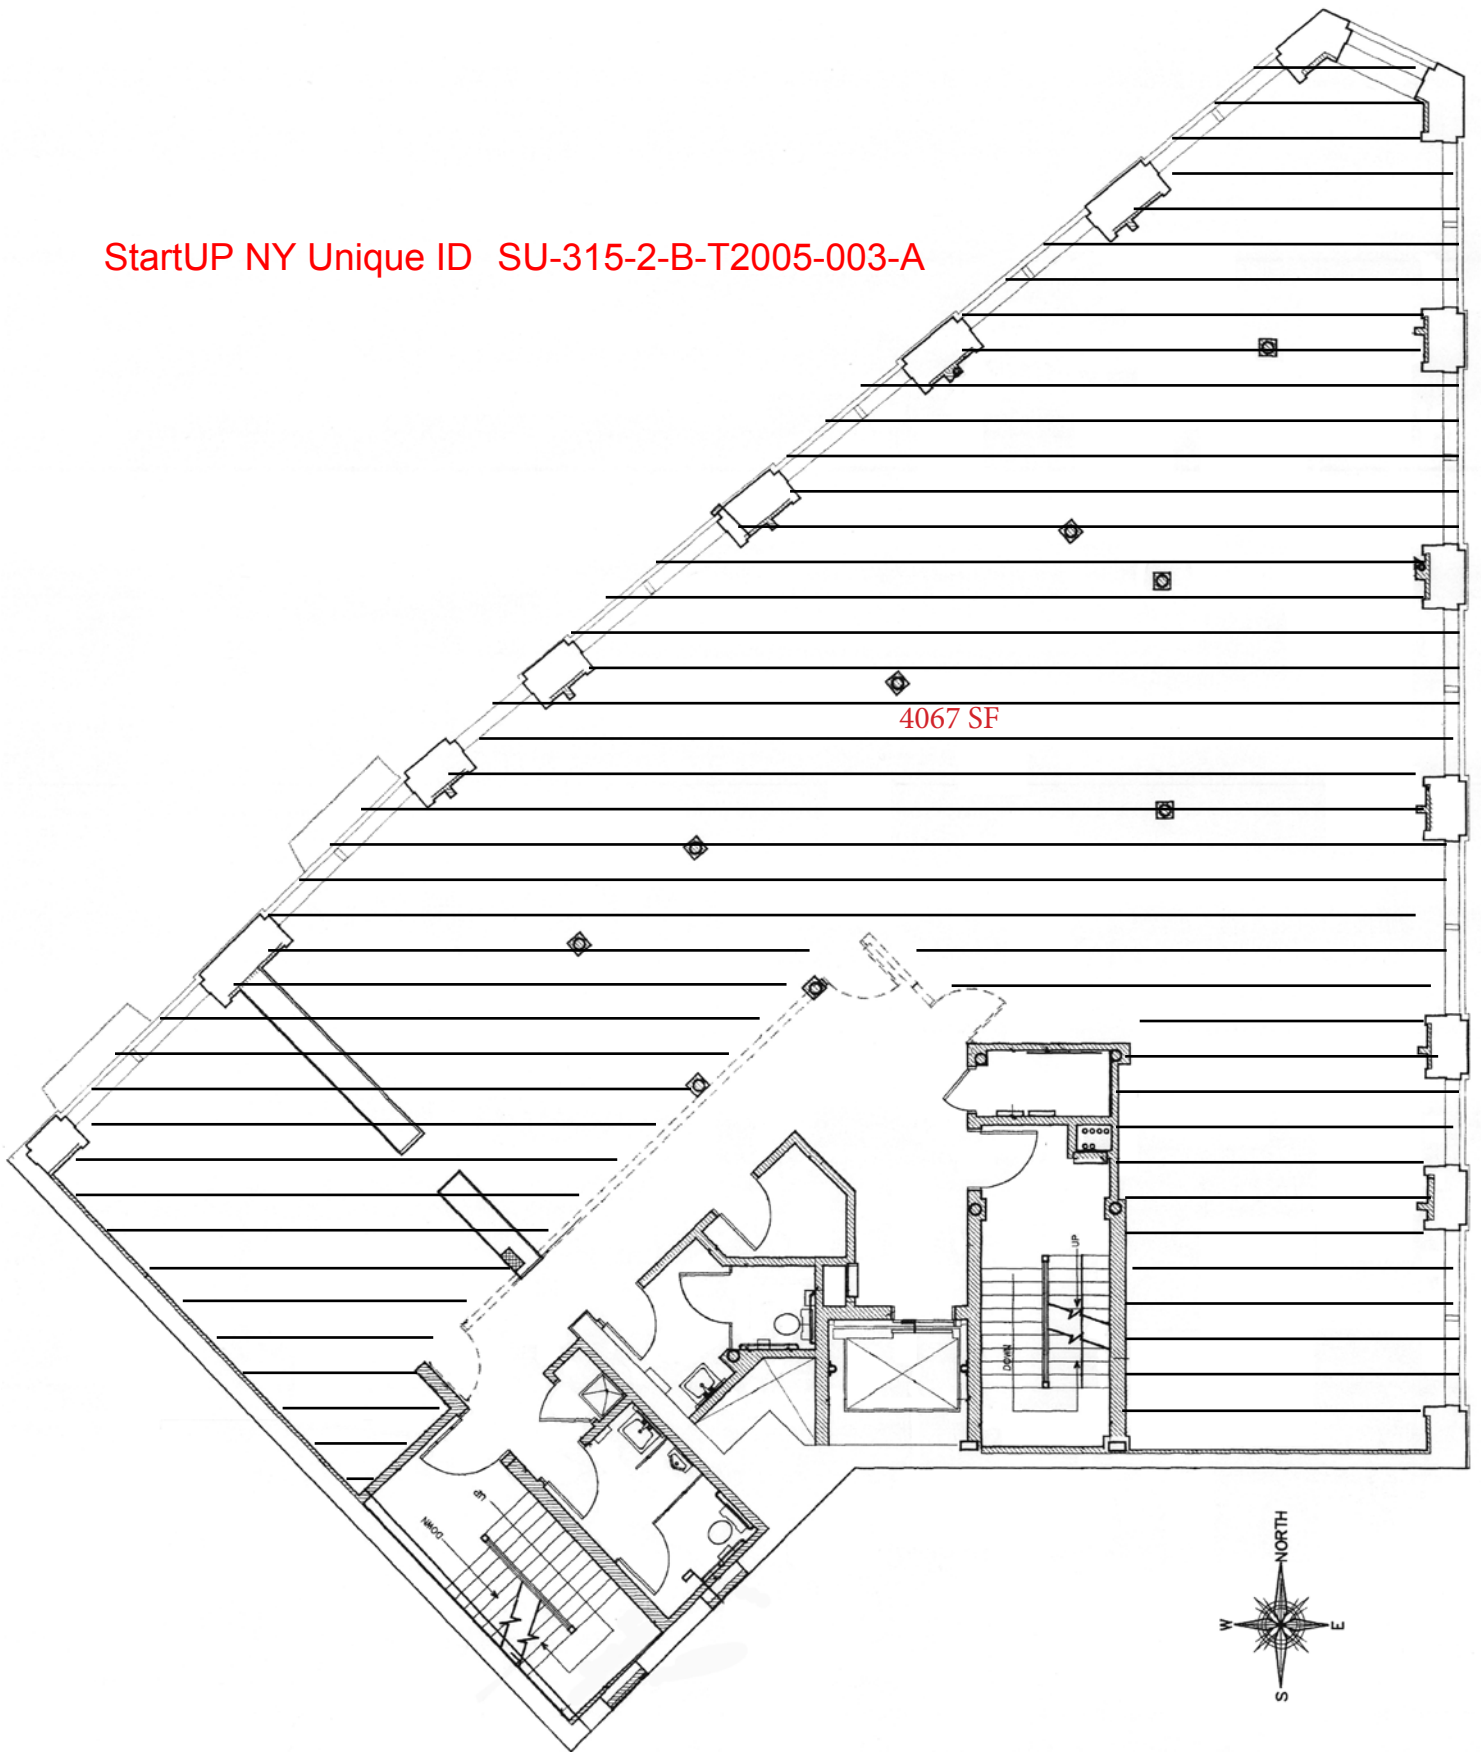 StartUP NY Unique ID SU-315-2-B-T2005-003-A
4067 SF
UP
DOWN
UP
DOWN
NORTH
W
E
S